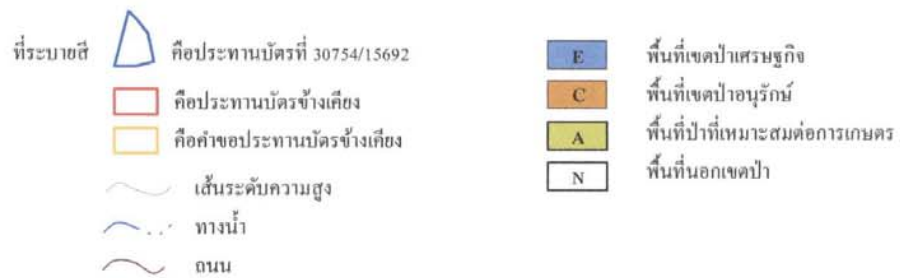 ที่ระบายสี คือประทานบัตรที่ 30754/15692
คือประทานบัตรข้างเคียง
คือคำขอประทานบัตรข้างเคียง
เส้นระดับความสูง
ทางน้ำ
ถนน
E พื้นที่เขตป่าเศรษฐกิจ
C พื้นที่เขตป่าอนุรักษ์
A พื้นที่ป่าที่เหมาะสมต่อการเกษตร
N พื้นที่นอกเขตป่า